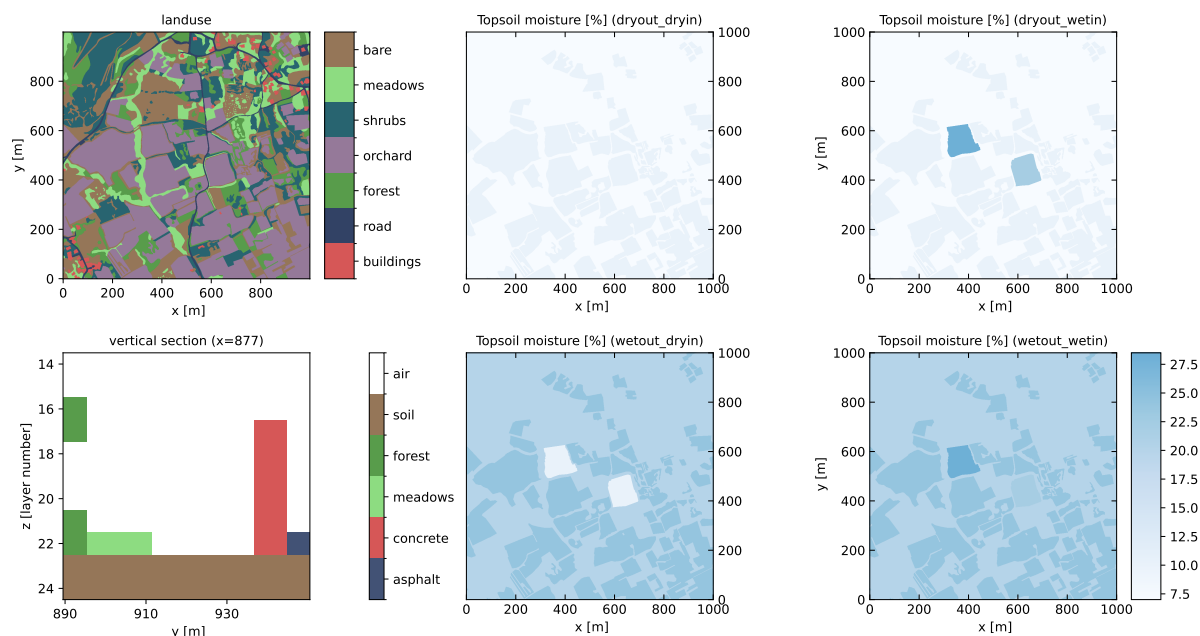 landuse
y [m]
800
600
400
200
0
0 200 400 600 800
x [m]
bare
meadows
shrubs
orchard
forest
road
buildings
Topsoil moisture [%] (dryout_dryin)
1000
800
600
400
200
0
0 200 400 600 800 1000
x [m]
Topsoil moisture [%] (dryout_wetin)
y [m]
1000
800
600
400
200
0
0 200 400 600 800 1000
x [m]
vertical section (x=877)
z [layer number]
14
16
18
20
22
24
890 910 930
y [m]
air
soil
forest
meadows
concrete
asphalt
Topsoil moisture [%] (wetout_dryin)
1000
800
600
400
200
0
0 200 400 600 800 1000
x [m]
Topsoil moisture [%] (wetout_wetin)
y [m]
1000
800
600
400
200
0
0 200 400 600 800 1000
x [m]
27.5
25.0
22.5
20.0
17.5
15.0
12.5
10.0
7.5